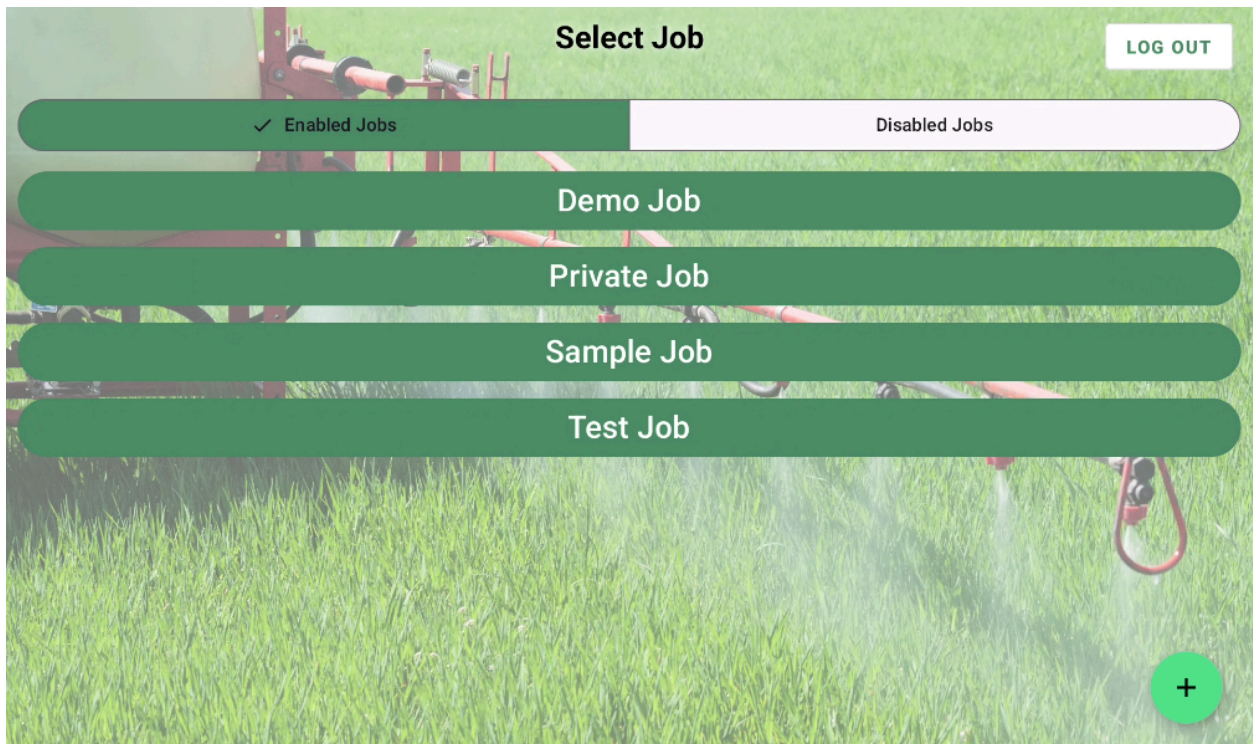 Select Job
LOG OUT
Enabled Jobs
Disabled Jobs
Demo Job
Private Job
Sample Job
Test Job
+